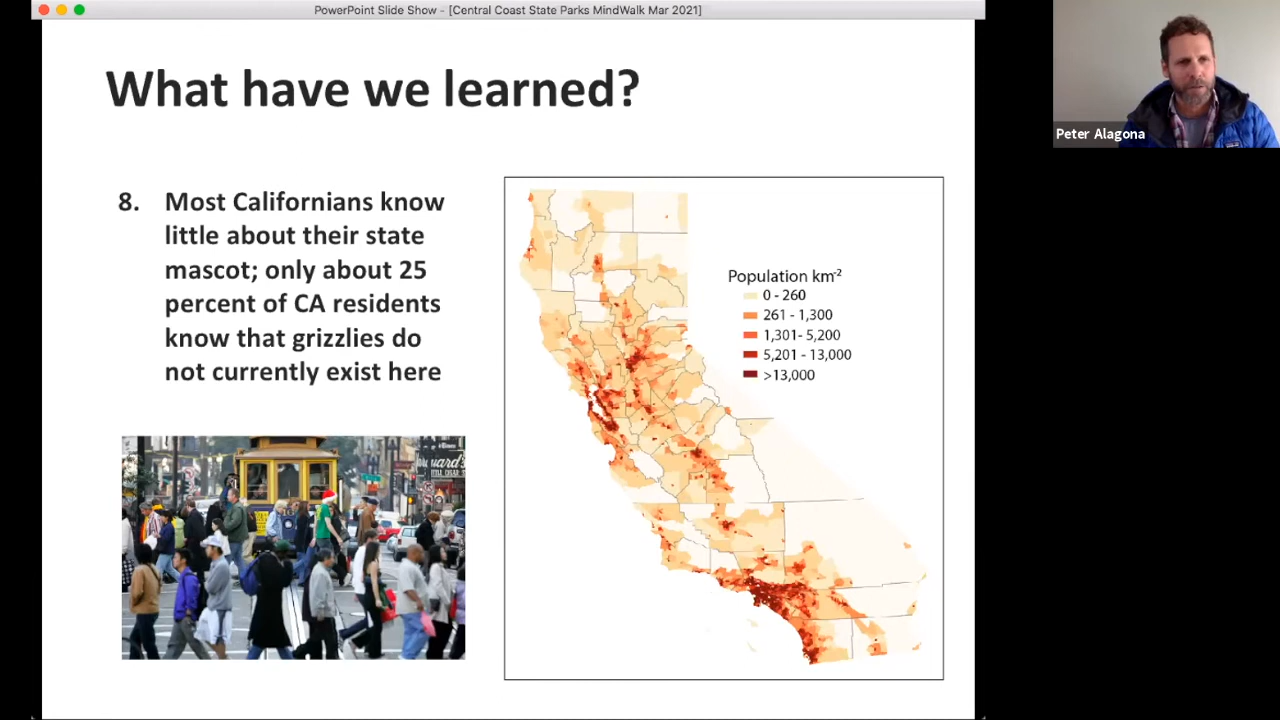 PowerPoint Slide Show - [Central Coast State Parks MindWalk Mar 2021]
What have we learned?
8. Most Californians know
little about their state
mascot; only about 25
percent of CA residents
know that grizzlies do
not currently exist here
Population km-2
0 - 260
261 - 1,300
1,301- 5,200
5,201 - 13,000
>13,000
Peter Alagona